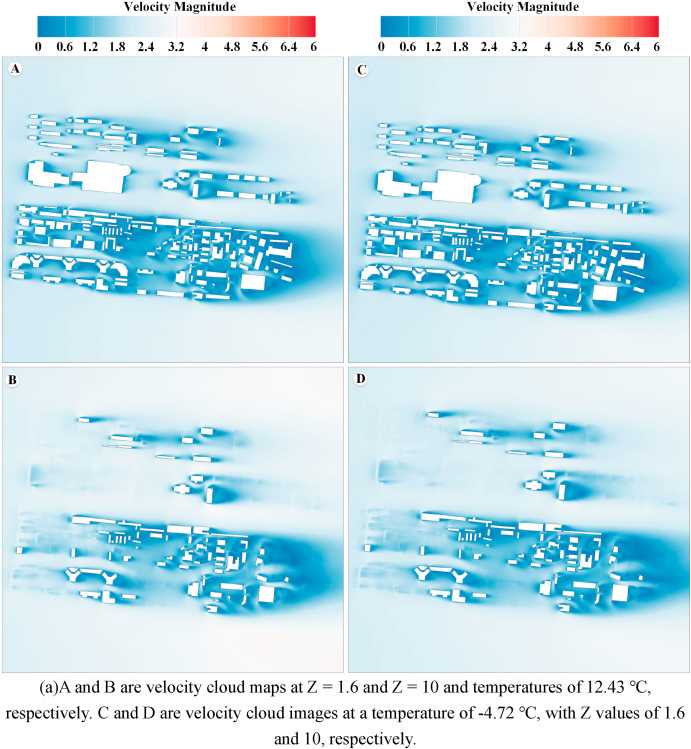 Velocity Magnitude Velocity Magnitude
0 0.6 1.2 1.8 2.4 3.2 4 4.8 5.6 6.4 6 0 0.6 1.2 1.8 2.4 3.2 4 4.8 5.6 6.4 6
A C
B D
(a)A and B are velocity cloud maps at Z = 1.6 and Z = 10 and temperatures of 12.43 ℃,
respectively. C and D are velocity cloud images at a temperature of -4.72 ℃, with Z values of 1.6
and 10, respectively.